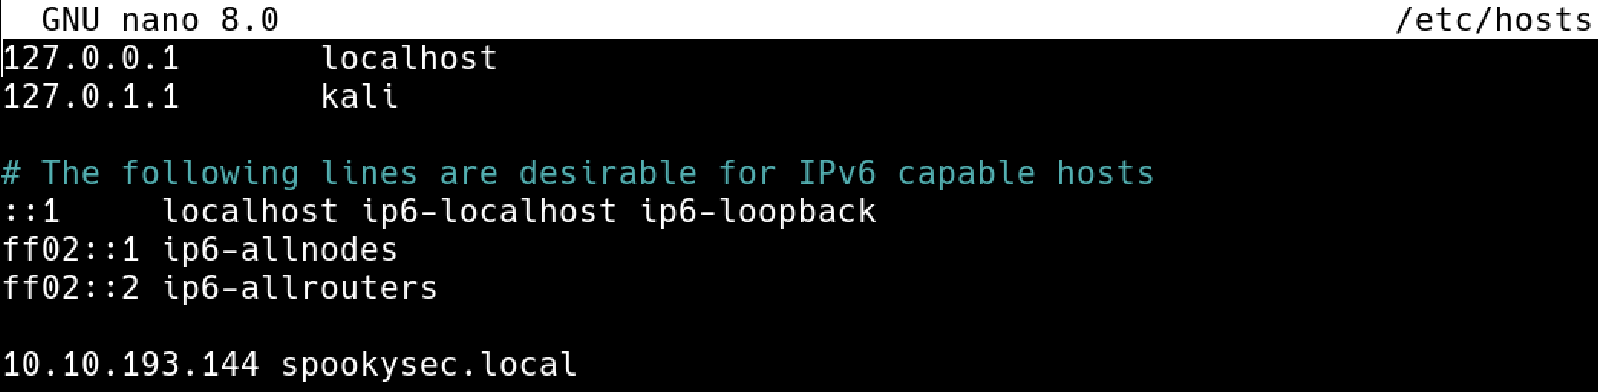 GNU nano 8.0 /etc/hosts
127.0.0.1 localhost
127.0.1.1 kali
# The following lines are desirable for IPv6 capable hosts
::1 localhost ip6-localhost ip6-loopback
ff02::1 ip6-allnodes
ff02::2 ip6-allrouters
10.10.193.144 spookysec.local